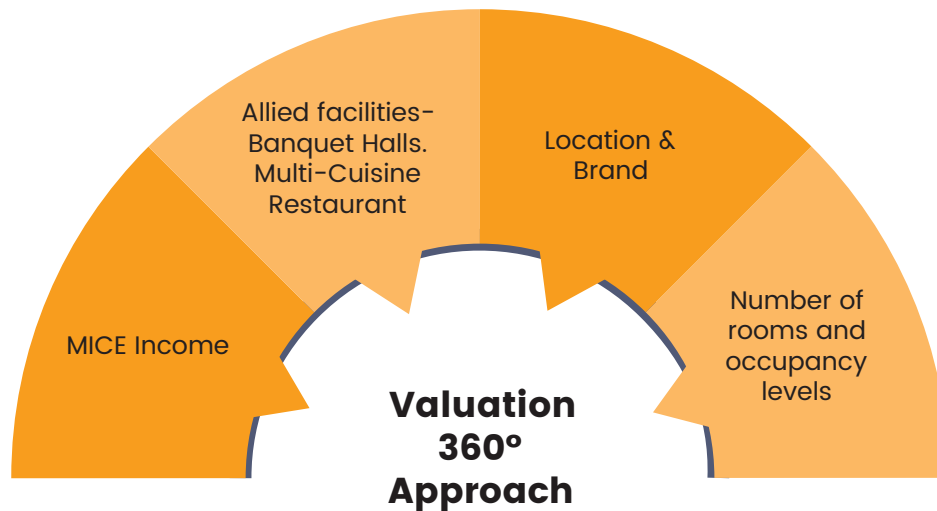 MICE Income
Allied facilities-
Banquet Halls.
Multi-Cuisine
Restaurant
Location &
Brand
Number of
rooms and
occupancy
levels
Valuation
360°
Approach